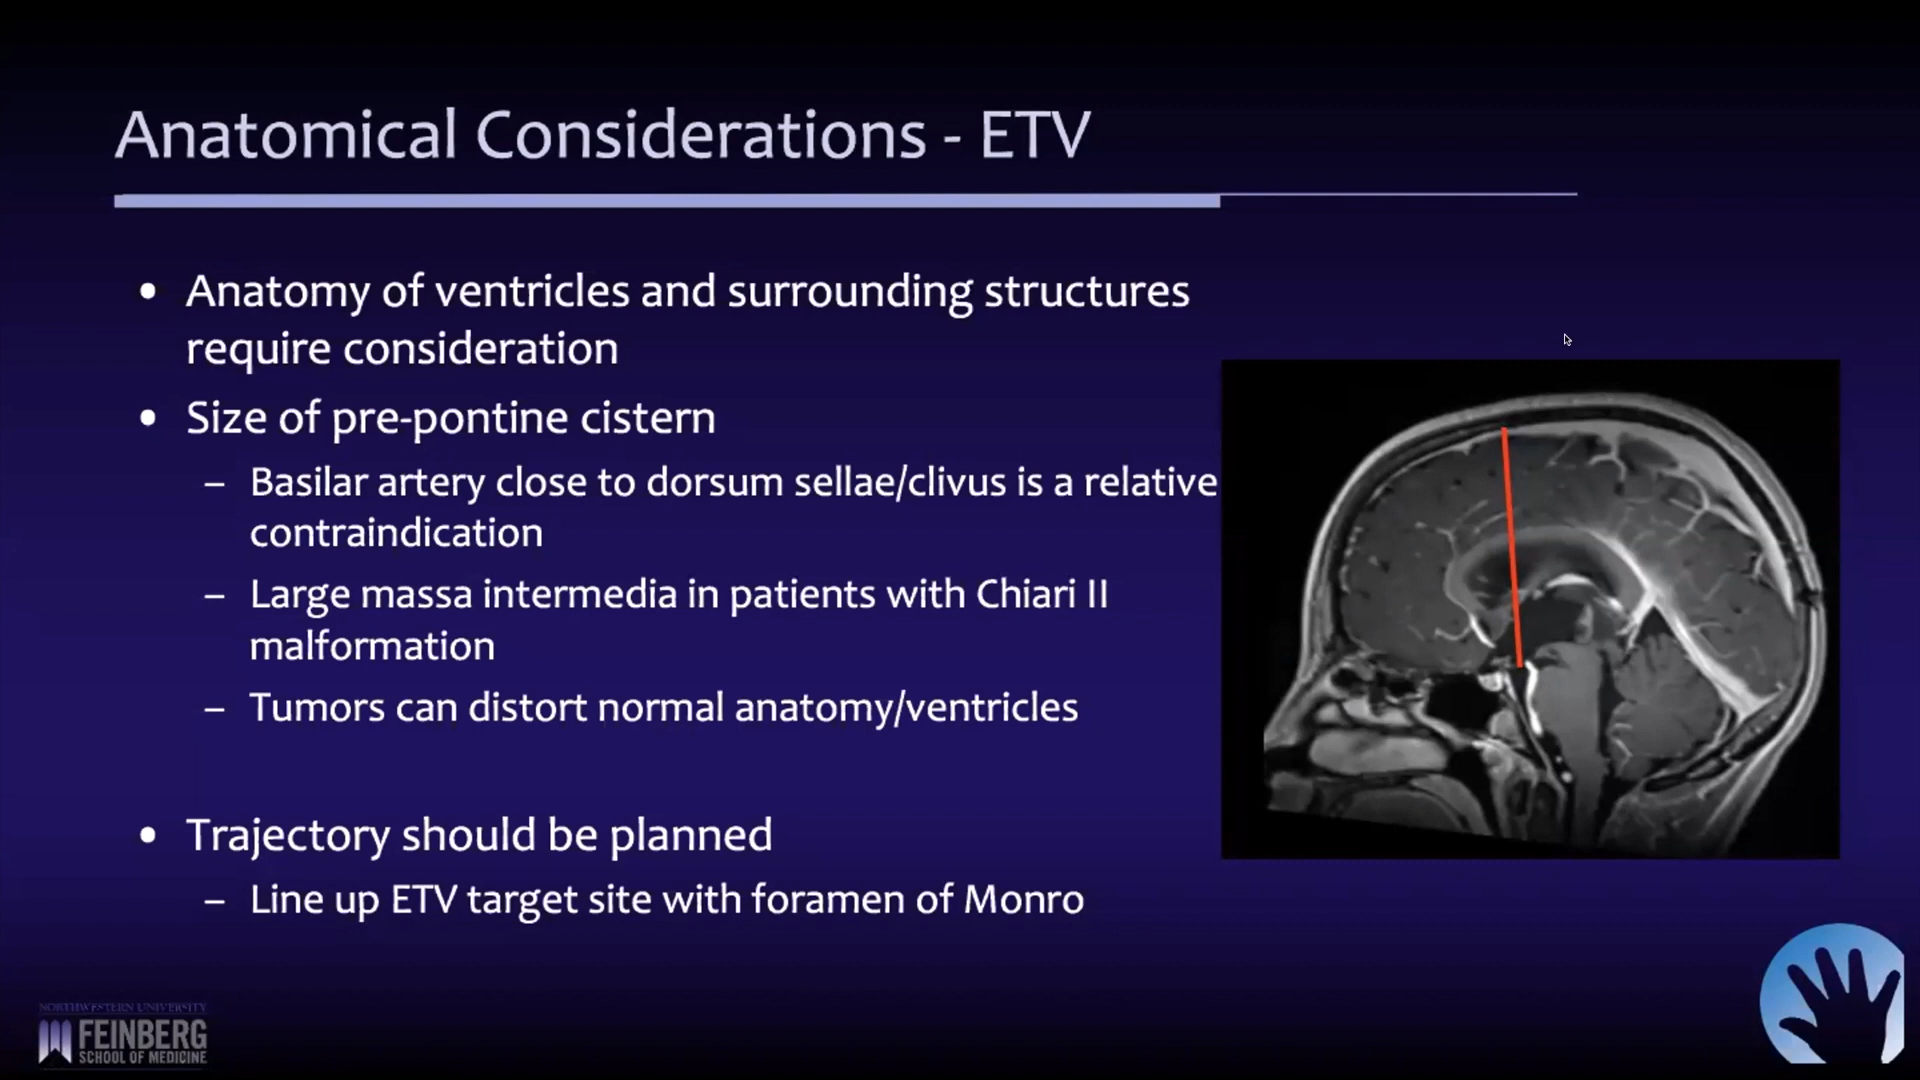 Anatomical Considerations - ETV
• Anatomy of ventricles and surrounding structures
require consideration
• Size of pre-pontine cistern
– Basilar artery close to dorsum sellae/clivus is a relative
contraindication
– Large massa intermedia in patients with Chiari II
malformation
– Tumors can distort normal anatomy/ventricles
• Trajectory should be planned
– Line up ETV target site with foramen of Monro
NORTHWESTERN UNIVERSITY
FEINBERG
SCHOOL OF MEDICINE